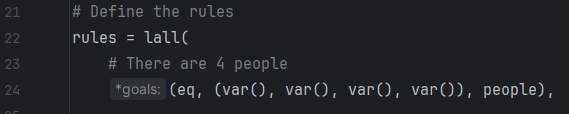 21 # Define the rules
22 rules = lall(
23 # There are 4 people
24 *goals: (eq, (var(), var(), var(), var()), people),
25